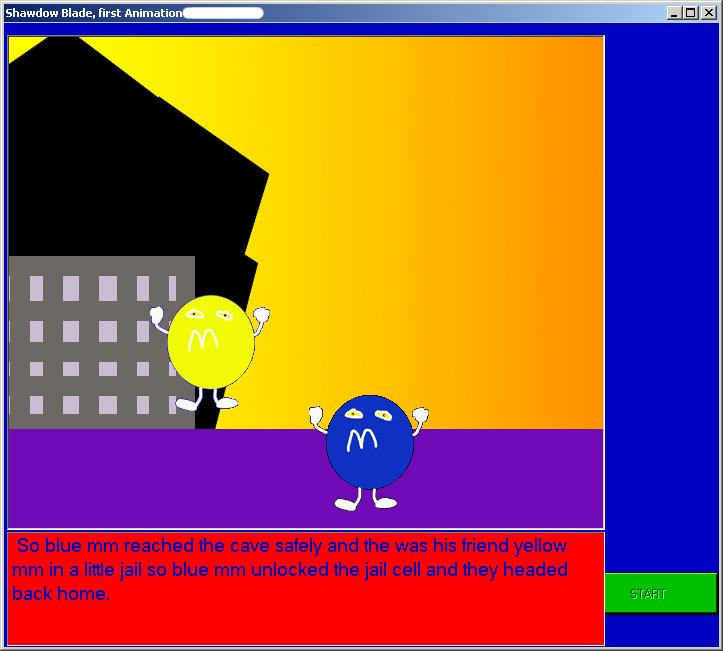 Shawdow Blade, first Animation
m
m
So blue mm reached the cave safely and the was his friend yellow
mm in a little jail so blue mm unlocked the jail cell and they headed
back home.
START